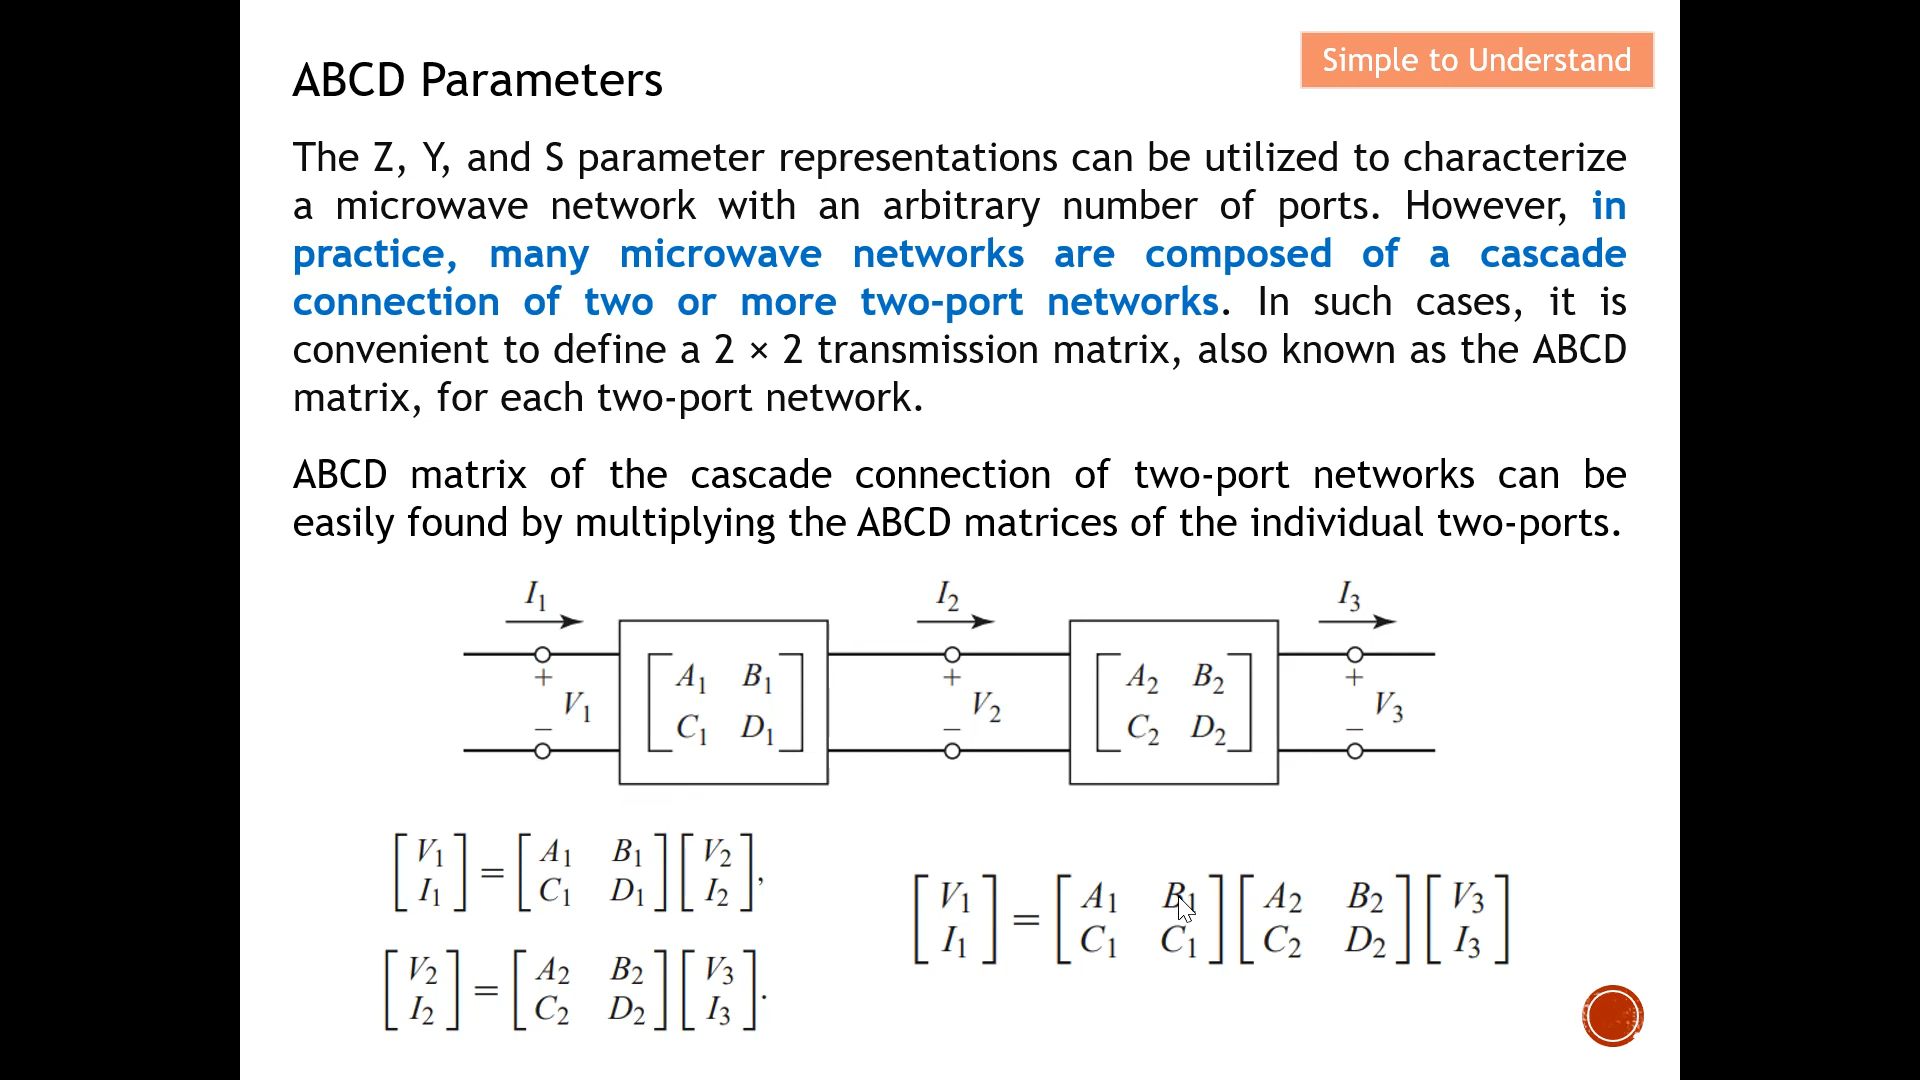 Simple to Understand
ABCD Parameters
The Z, Y, and S parameter representations can be utilized to characterize
a microwave network with an arbitrary number of ports. However, in
practice, many microwave networks are composed of a cascade
connection of two or more two-port networks. In such cases, it is
convenient to define a 2 × 2 transmission matrix, also known as the ABCD
matrix, for each two-port network.
ABCD matrix of the cascade connection of two-port networks can be
easily found by multiplying the ABCD matrices of the individual two-ports.
I₁ I₂ I₃
+ + +
A₁ B₁ A₂ B₂
V₁ V₂ V₃
C₁ D₁ C₂ D₂
− − −
[V₁ I₁] = [A₁ B₁ C₁ D₁] [V₂ I₂],
[V₂ I₂] = [A₂ B₂ C₂ D₂] [V₃ I₃].
[V₁ I₁] = [A₁ B₁ C₁ C₁] [A₂ B₂ C₂ D₂] [V₃ I₃]